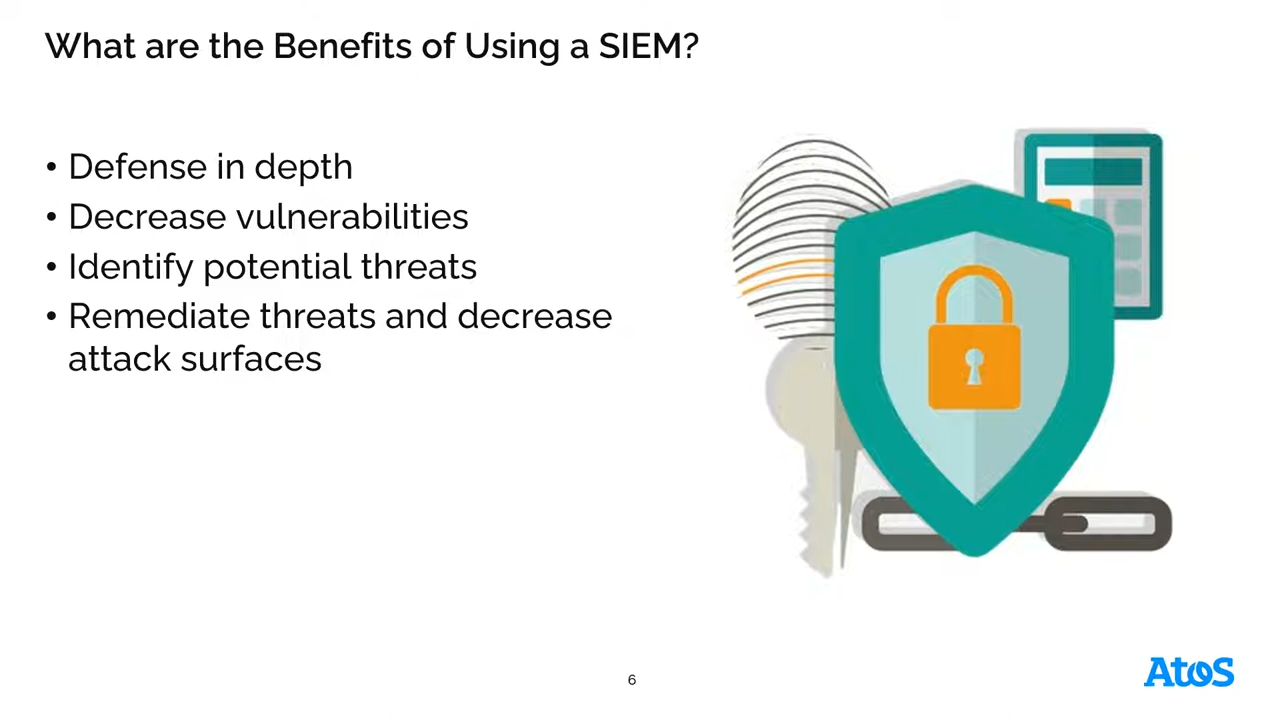 What are the Benefits of Using a SIEM?
• Defense in depth
• Decrease vulnerabilities
• Identify potential threats
• Remediate threats and decrease
attack surfaces
6
Atos